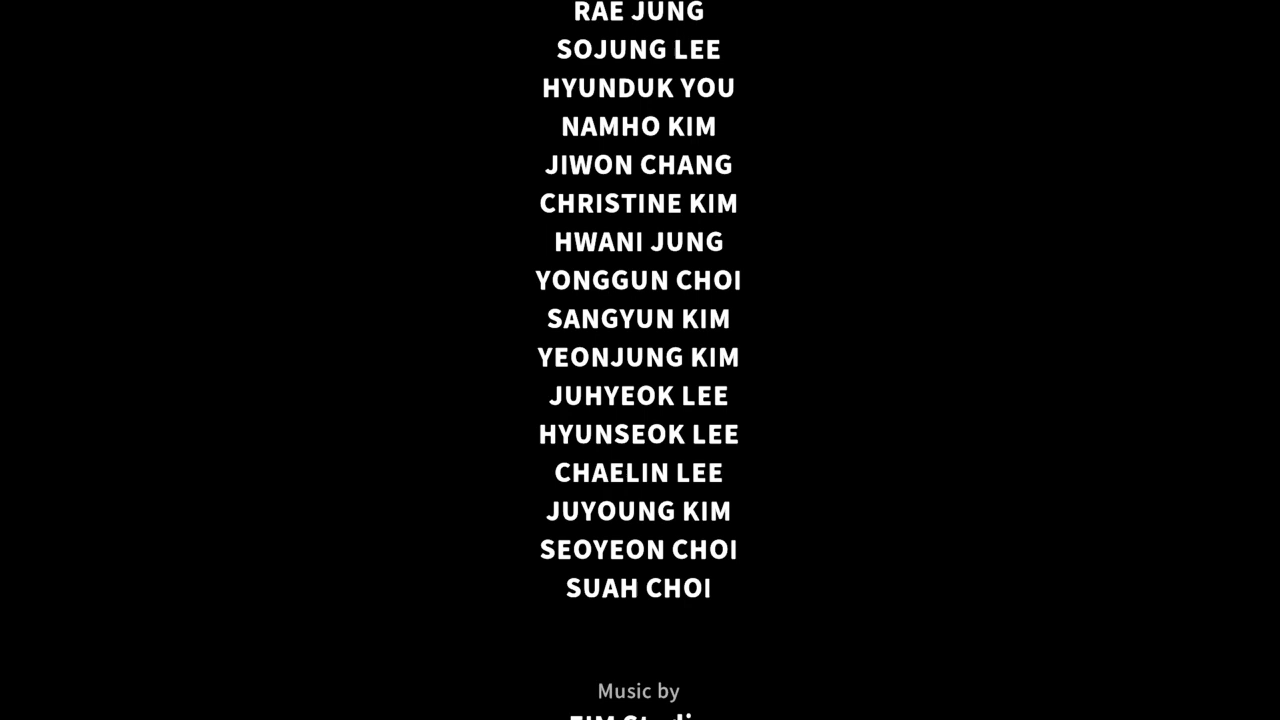 RAE JUNG
SOJUNG LEE
HYUNDUK YOU
NAMHO KIM
JIWON CHANG
CHRISTINE KIM
HWANI JUNG
YONGGUN CHOI
SANGYUN KIM
YEONJUNG KIM
JUHYEOK LEE
HYUNSEOK LEE
CHAELIN LEE
JUYOUNG KIM
SEOYEON CHOI
SUAH CHOI
Music by